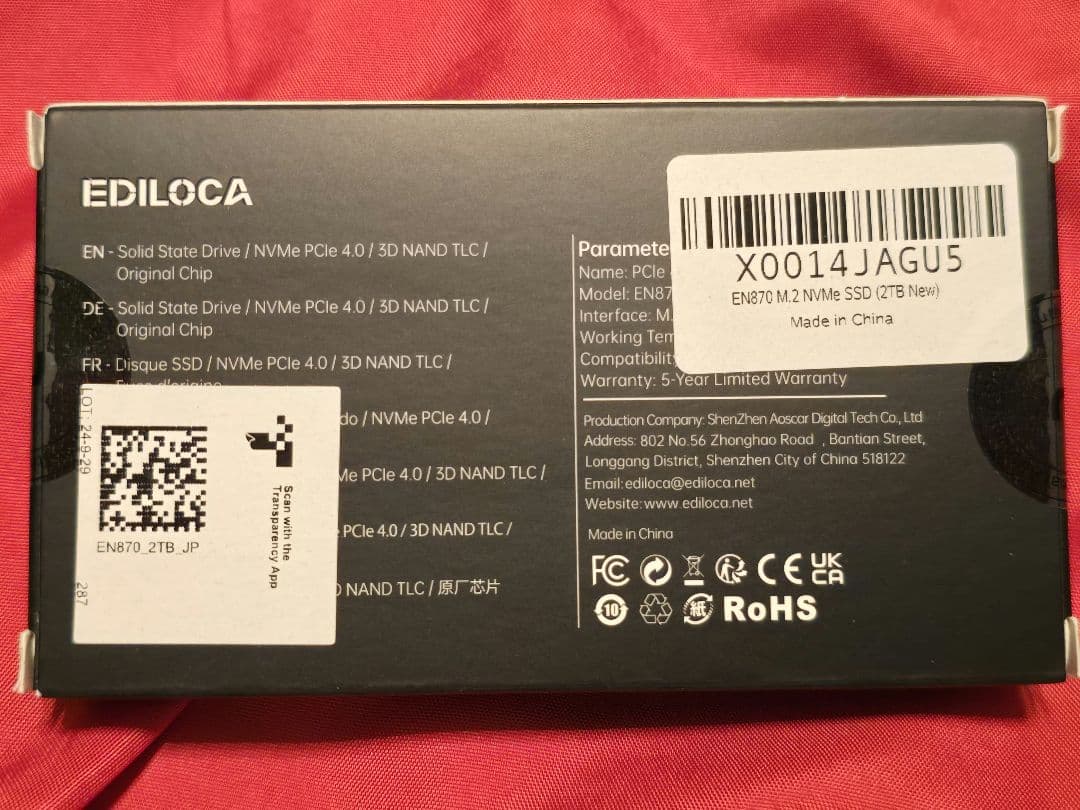 EDILOCA
EN - Solid State Drive / NVMe PCIe 4.0 / 3D NAND TLC /
Original Chip
DE - Solid State Drive / NVMe PCIe 4.0 / 3D NAND TLC /
Original Chip
FR - Disque SSD / NVMe PCIe 4.0 / 3D NAND TLC /
do / NVMe PCIe 4.0 /
Me PCIe 4.0 / 3D NAND TLC /
PCIe 4.0 / 3D NAND TLC /
NAND TLC / 原厂芯片
LOT: 24-9-29
287
EN870_2TB_JP
Scan with the
Transparency App
Paramete
Name: PCIe
Model: EN87
Interface: M.
Working Tem
Compatibilit
Warranty: 5-Year Limited Warranty
X0014JAGU5
EN870 M.2 NVMe SSD (2TB New)
Made in China
Production Company: ShenZhen Aoscar Digital Tech Co., Ltd
Address: 802 No.56 Zhonghao Road , Bantian Street,
Longgang District, Shenzhen City of China 518122
Email:ediloca@ediloca.net
Website:www.ediloca.net
Made in China
FC CE UK
CA
10 紙 RoHS